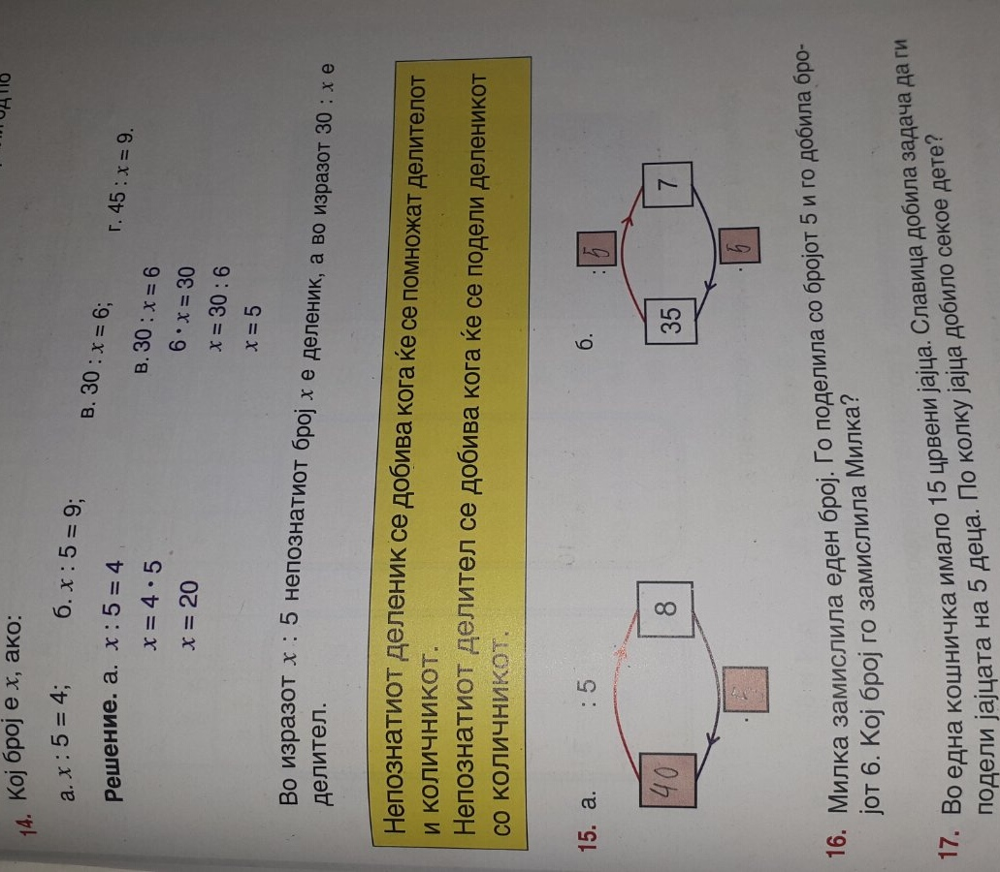 14. Кој број е x, ако:
а. x : 5 = 4; б. x : 5 = 9; в. 30 : x = 6; г. 45 : x = 9.
Решение. а. x : 5 = 4 в. 30 : x = 6
x = 4 · 5 6 · x = 30
x = 20 x = 30 : 6
x = 5
Во изразот x : 5 непознатиот број x е деленик, а во изразот 30 : x е
делител.
Непознатиот деленик се добива кога ќе се помножат делителот
и количникот.
Непознатиот делител се добива кога ќе се подели деленикот
со количникот.
15. а. : 5 б. : 5
40 8 35 7
· 5 · 5
16. Милка замислила еден број. Го поделила со бројот 5 и го добила бро-
јот 6. Кој број го замислила Милка?
17. Во една кошничка имало 15 црвени јајца. Славица добила задача да ги
подели јајцата на 5 деца. По колку јајца добило секое дете?